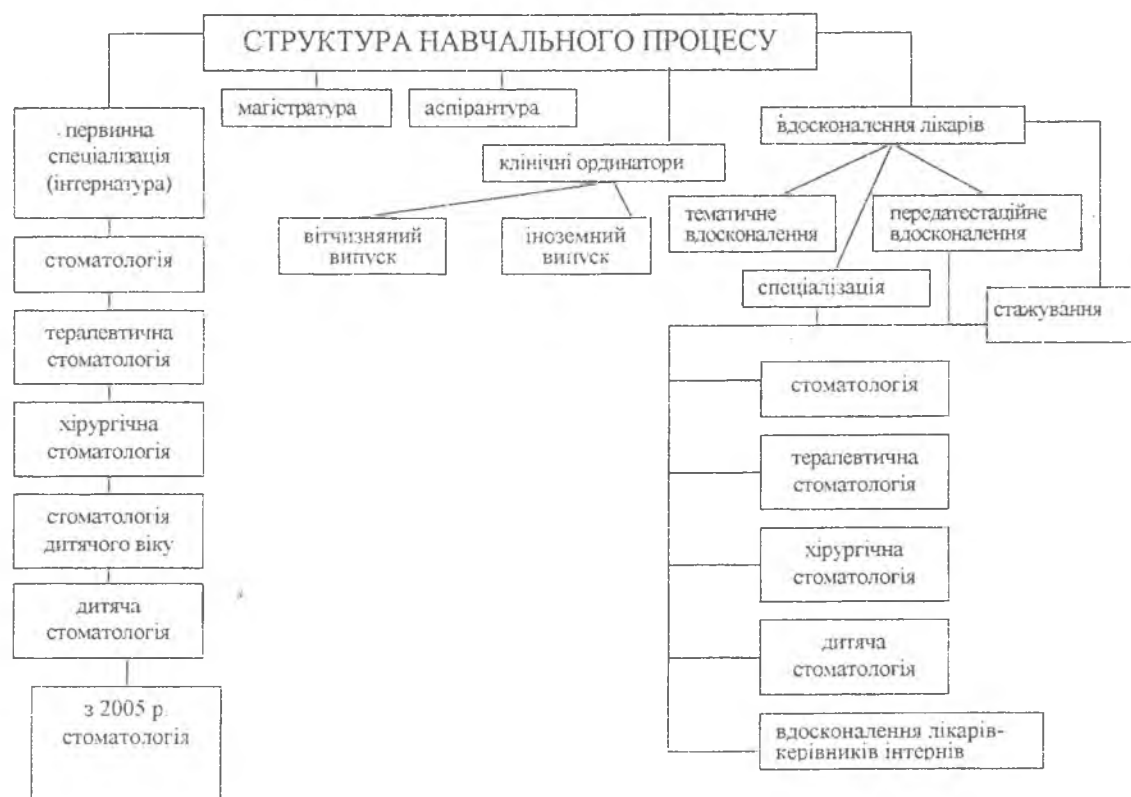 СТРУКТУРА НАВЧАЛЬНОГО ПРОЦЕСУ
магістратура
аспірантура
первинна
спеціалізація
(інтернатура)
вдосконалення лікарів
клінічні ординатори
вітчизняний
випуск
іноземний
випуск
тематичне
вдосконалення
передатестаційне
вдосконалення
спеціалізація
стажування
стоматологія
терапевтична
стоматологія
хірургічна
стоматологія
стоматологія
дитячого віку
дитяча
стоматологія
з 2005 р
стоматологія
стоматологія
терапевтична
стоматологія
хірургічна
стоматологія
дитяча
стоматологія
вдосконалення лікарів-
керівників інтернів